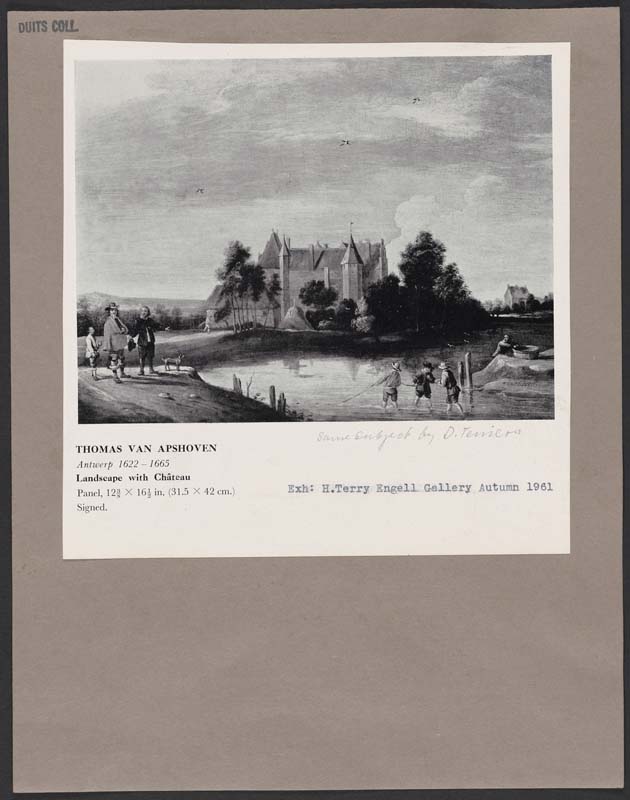 DUITS COLL.
same subject by D. Teniers
THOMAS VAN APSHOVEN
Antwerp 1622 – 1665
Landscape with Château
Panel, 12⅜ × 16½ in. (31.5 × 42 cm.)
Signed.
Exh: H.Terry Engell Gallery Autumn 1961